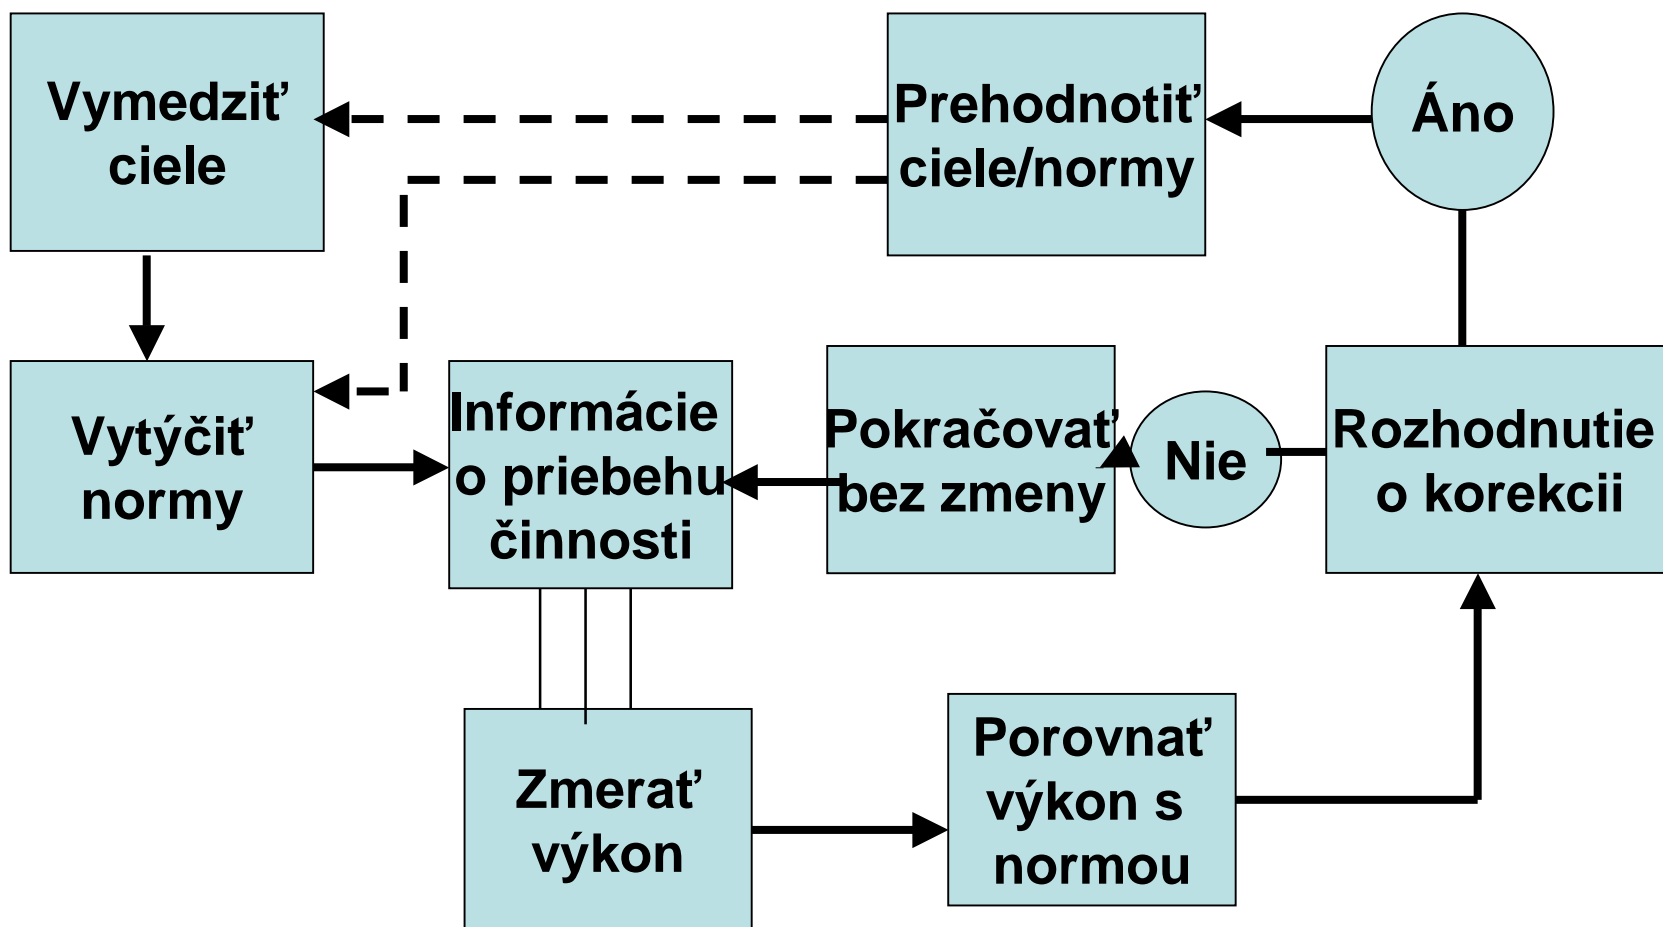 Vymedziť
ciele
Prehodnotiť
ciele/normy
Áno
Vytýčiť
normy
Informácie
o priebehu
činnosti
Pokračovať
bez zmeny
Nie
Rozhodnutie
o korekcii
Zmerať
výkon
Porovnať
výkon s
normou